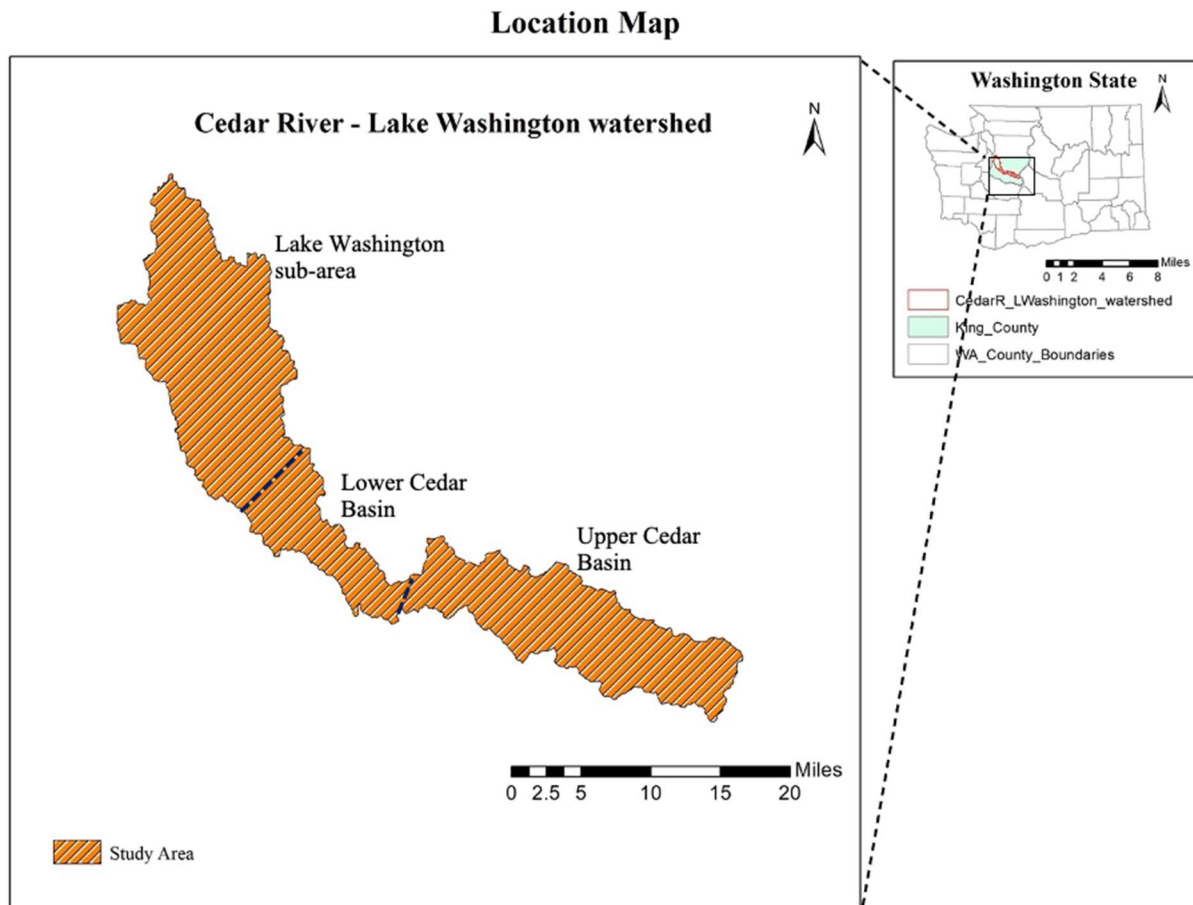 Location Map
Cedar River - Lake Washington watershed
N
Lake Washington
sub-area
Lower Cedar
Basin
Upper Cedar
Basin
Miles
0 2.5 5 10 15 20
Study Area
Washington State
N
Miles
0 1 2 4 6 8
CedarR_LWashington_watershed
King_County
WA_County_Boundaries